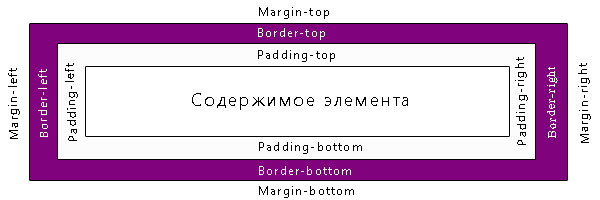 Margin-top
Border-top
Padding-top
Margin-left
Border-left
Padding-left
Содержимое элемента
Padding-right
Border-right
Margin-right
Padding-bottom
Border-bottom
Margin-bottom